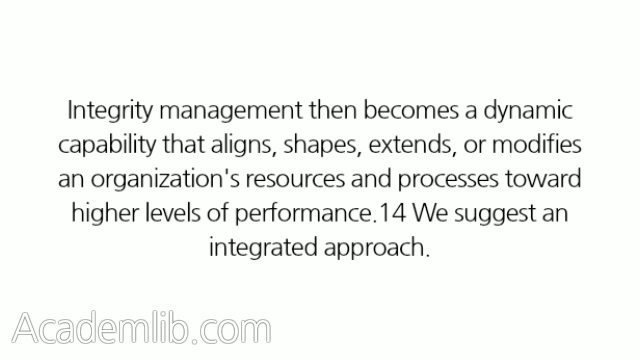 Integrity management then becomes a dynamic
capability that aligns, shapes, extends, or modifies
an organization's resources and processes toward
higher levels of performance.14 We suggest an
integrated approach.
Academlib.com